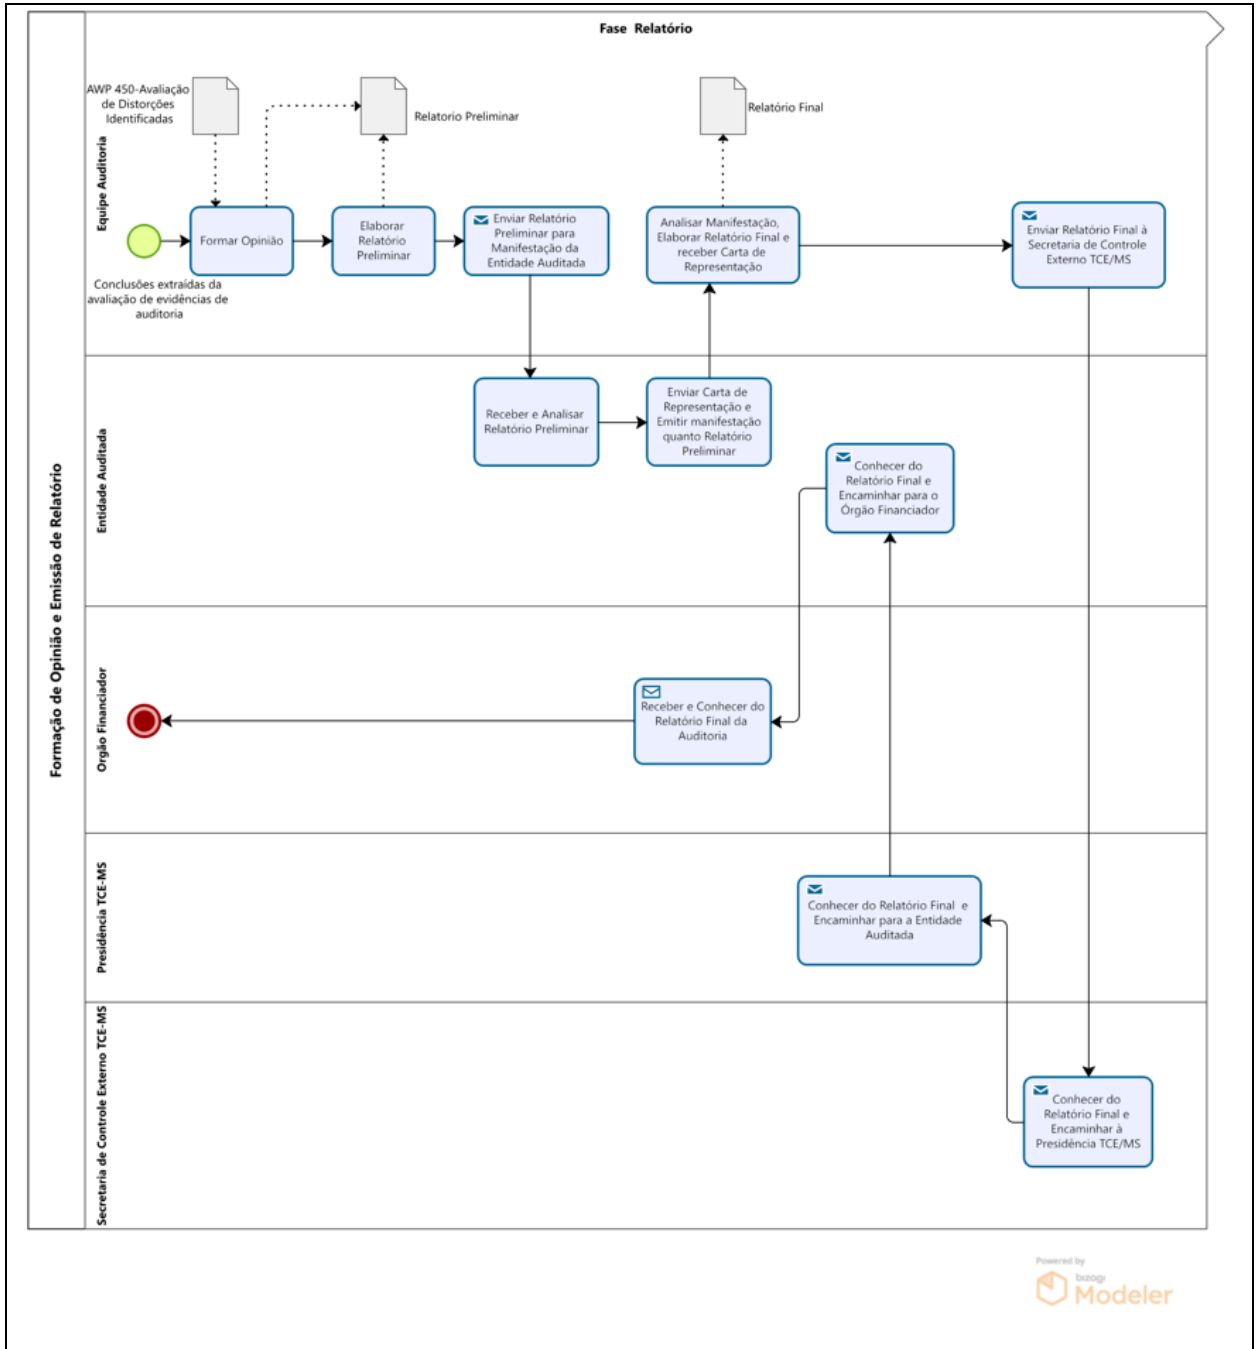 Fase Relatório
Formação de Opinião e Emissão de Relatório
Equipe Auditoria
AWP 450-Avaliação
de Distorções
Identificadas
Relatorio Preliminar
Relatório Final
Formar Opinião
Elaborar
Relatório
Preliminar
Enviar Relatório
Preliminar para
Manifestação da
Entidade Auditada
Analisar Manifestação,
Elaborar Relatório Final e
receber Carta de
Representação
Enviar Relatório Final à
Secretaria de Controle
Externo TCE/MS
Conclusões extraídas da
avaliação de evidências de
auditoria
Entidade Auditada
Receber e Analisar
Relatório Preliminar
Enviar Carta de
Representação e
Emitir manifestação
quanto Relatório
Preliminar
Conhecer do
Relatório Final e
Encaminhar para o
Órgão Financiador
Orgão Financiador
Receber e Conhecer do
Relatório Final da
Auditoria
Presidência TCE-MS
Conhecer do Relatório Final e
Encaminhar para a Entidade
Auditada
Secretaria de Controle Externo TCE-MS
Conhecer do
Relatório Final e
Encaminhar à
Presidência TCE/MS
Powered by
bizagi
Modeler